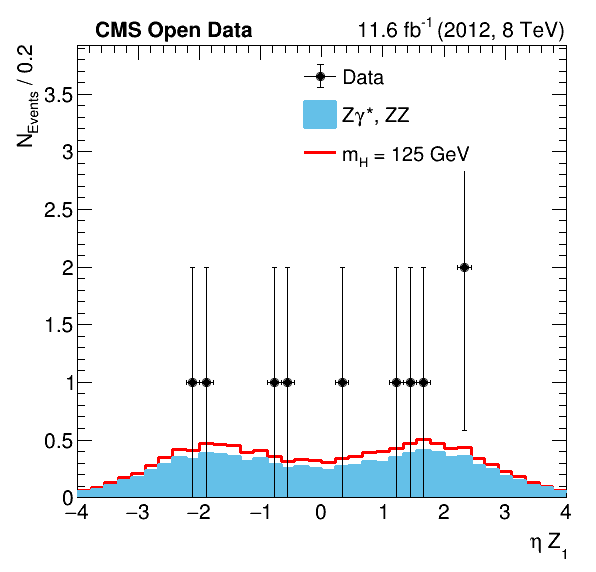 CMS Open Data 11.6 fb⁻¹ (2012, 8 TeV)
N_Events / 0.2
Data
Zγ*, ZZ
m_H = 125 GeV
3.5
3
2.5
2
1.5
1
0.5
0
−4 −3 −2 −1 0 1 2 3 4
η Z₁